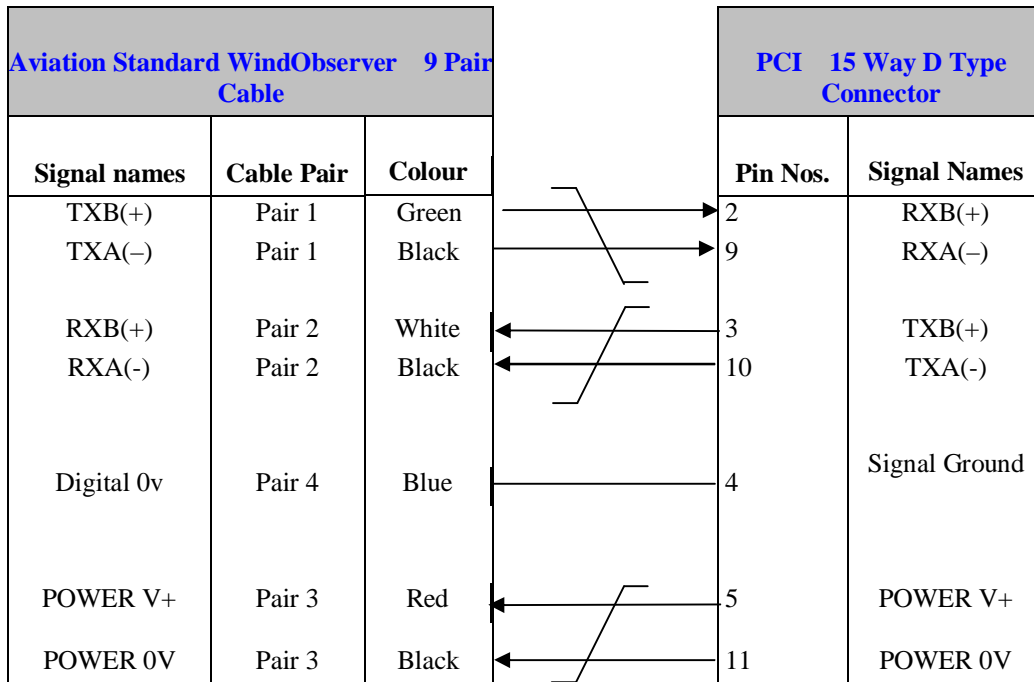 Aviation Standard WindObserver 9 Pair Cable
PCI 15 Way D Type Connector
Signal names Cable Pair Colour Pin Nos. Signal Names
TXB(+) Pair 1 Green 2 RXB(+)
TXA(–) Pair 1 Black 9 RXA(–)
RXB(+) Pair 2 White 3 TXB(+)
RXA(-) Pair 2 Black 10 TXA(-)
Digital 0v Pair 4 Blue 4 Signal Ground
POWER V+ Pair 3 Red 5 POWER V+
POWER 0V Pair 3 Black 11 POWER 0V